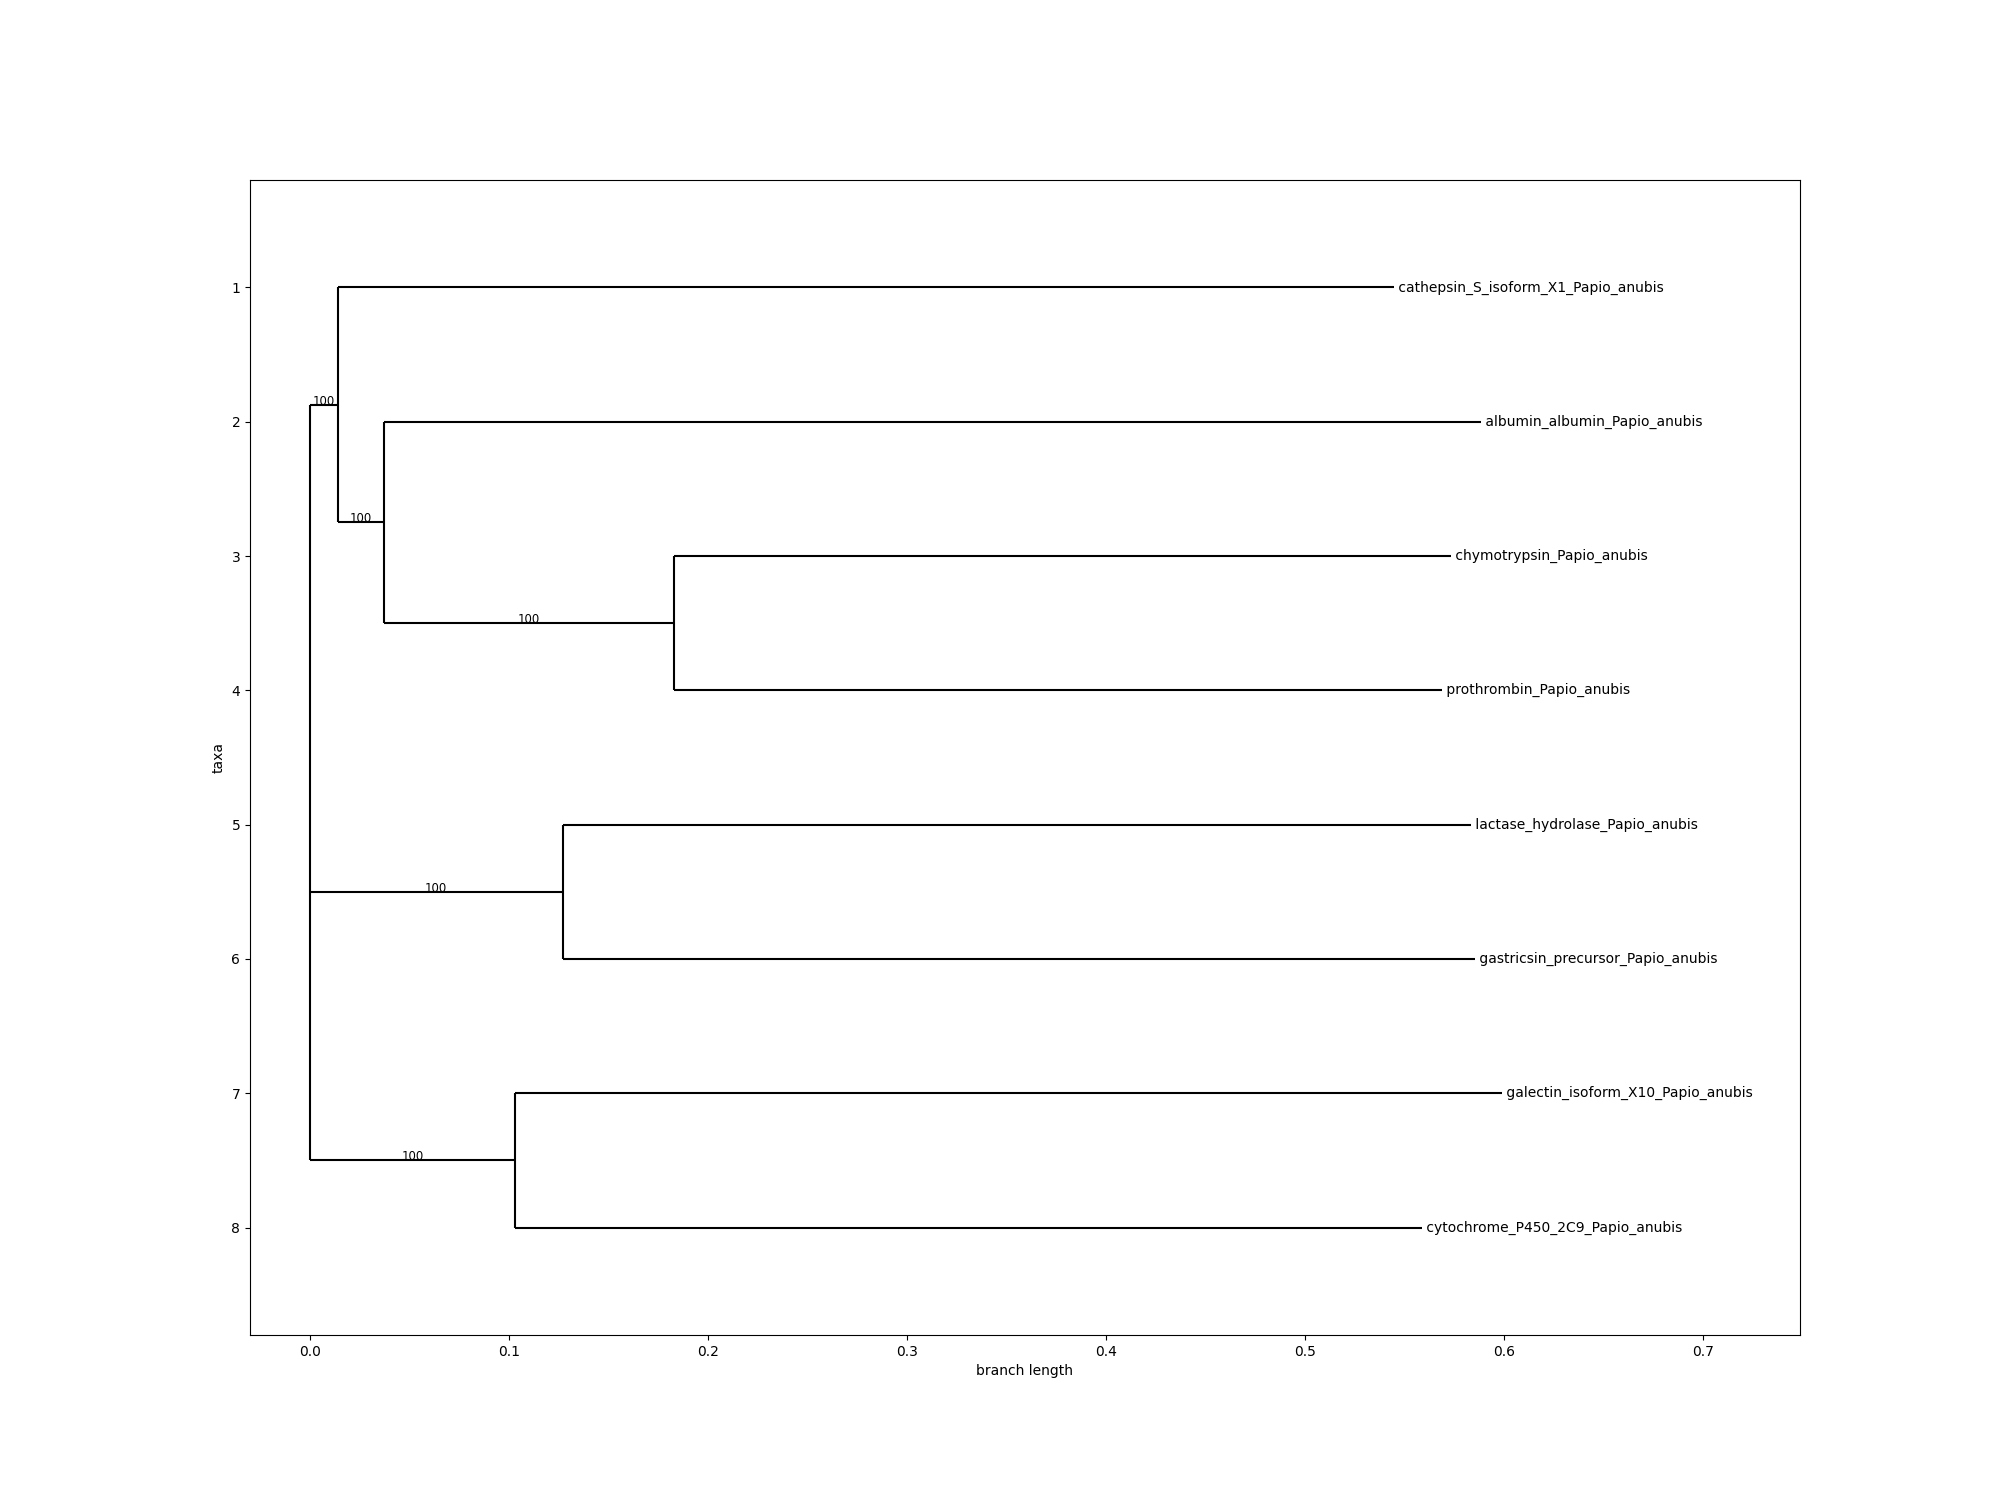 1
cathepsin_S_isoform_X1_Papio_anubis
100
2
albumin_albumin_Papio_anubis
100
3
chymotrypsin_Papio_anubis
100
4
prothrombin_Papio_anubis
taxa
5
lactase_hydrolase_Papio_anubis
100
6
gastricsin_precursor_Papio_anubis
7
galectin_isoform_X10_Papio_anubis
100
8
cytochrome_P450_2C9_Papio_anubis
0.0 0.1 0.2 0.3 0.4 0.5 0.6 0.7
branch length